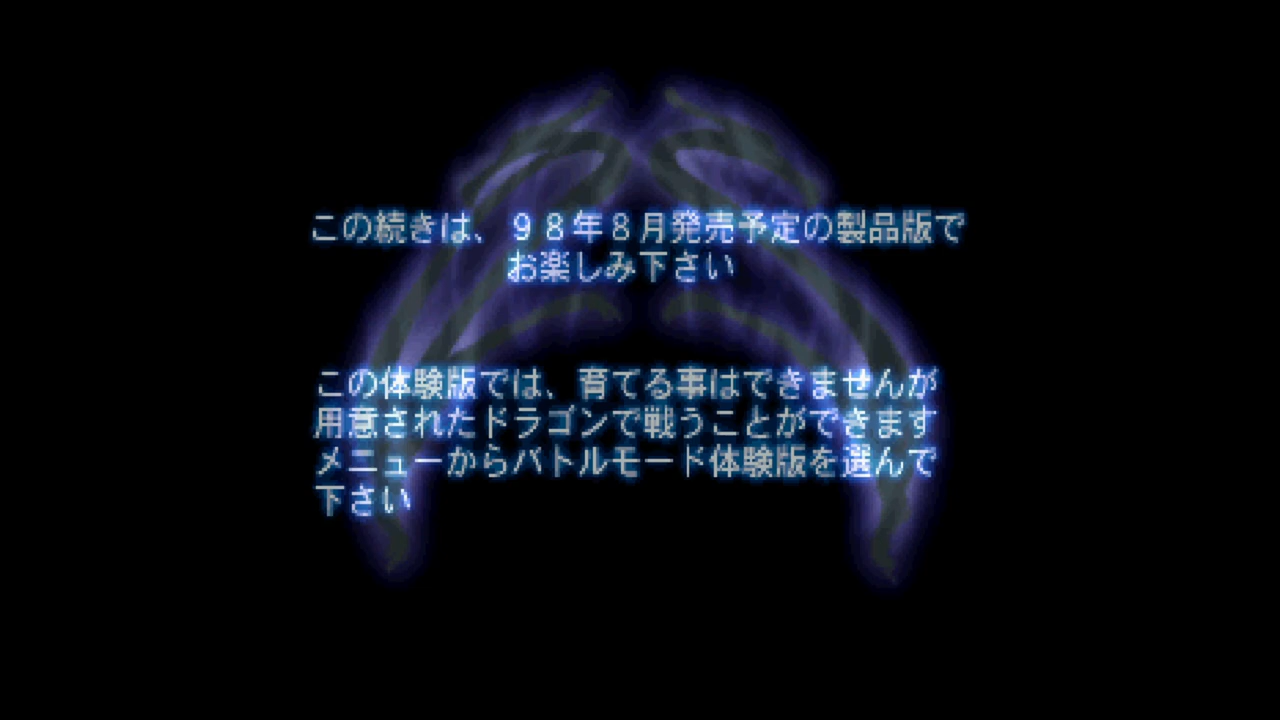 この続きは、９８年８月発売予定の製品版で
お楽しみ下さい
この体験版では、育てる事はできませんが
用意されたドラゴンで戦うことができます
メニューからバトルモード体験版を選んで
下さい